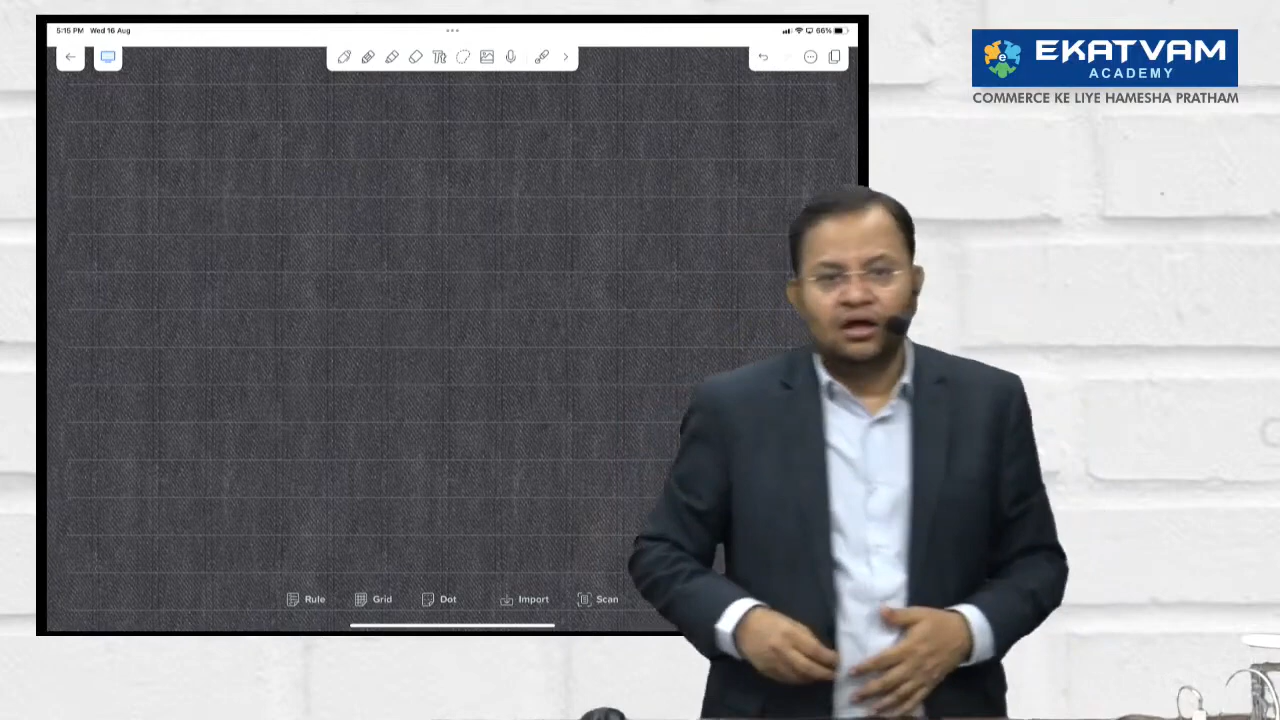 5:15 PM Wed 16 Aug
66%
Tt
Rule Grid Dot Import Scan
e
EKATVAM
ACADEMY
COMMERCE KE LIYE HAMESHA PRATHAM